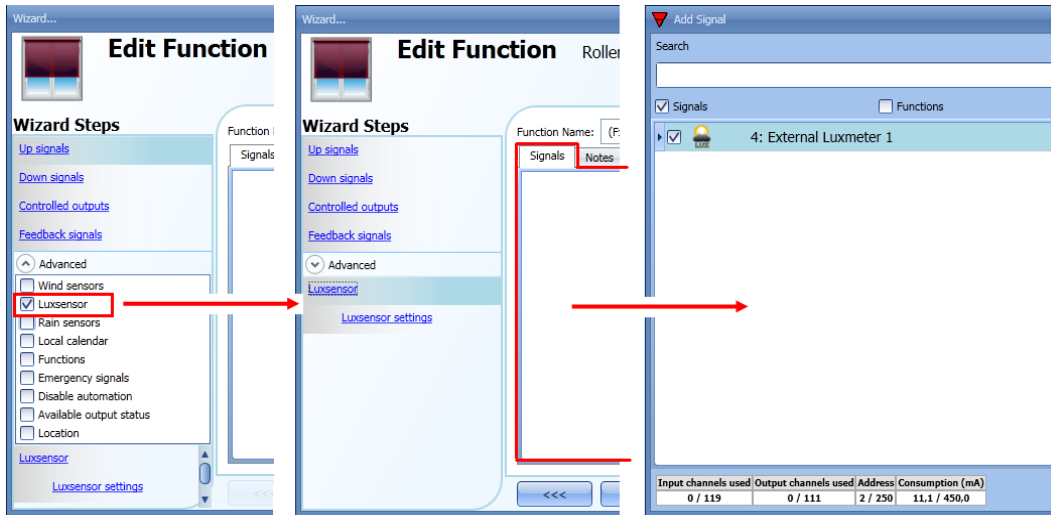 Wizard...
Edit Function
Wizard Steps
Up signals
Down signals
Controlled outputs
Feedback signals
Advanced
Wind sensors
Luxsensor
Rain sensors
Local calendar
Functions
Emergency signals
Disable automation
Available output status
Location
Luxsensor
Luxsensor settings
Function
Signals
<<<
Wizard...
Edit Function Roller
Wizard Steps
Up signals
Down signals
Controlled outputs
Feedback signals
Advanced
Luxsensor
Luxsensor settings
Function Name:
Signals Notes
<<<
Add Signal
Search
Signals Functions
LUX 4: External Luxmeter 1
Input channels used Output channels used Address Consumption (mA)
0 / 119 0 / 111 2 / 250 11,1 / 450,0